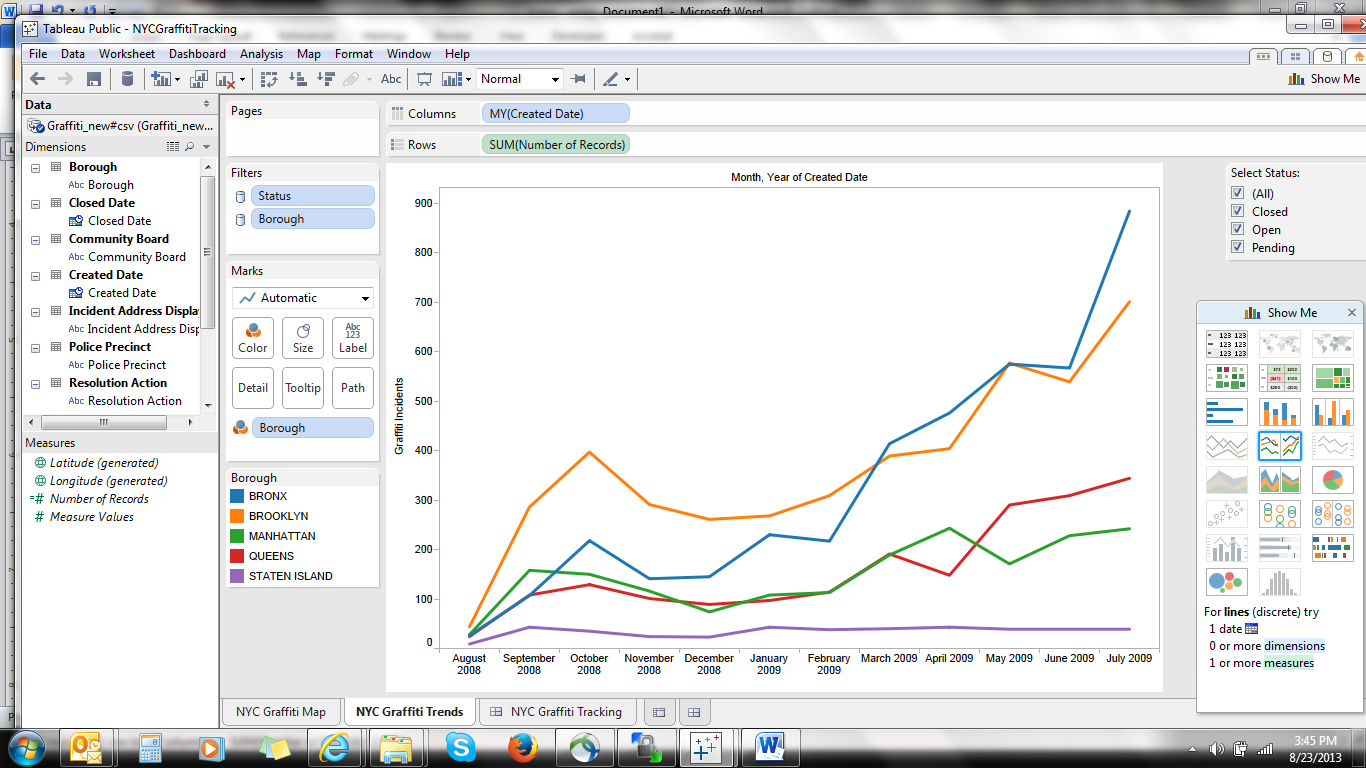 Document1 - Microsoft Word
Tableau Public - NYCGraffitiTracking
File Data Worksheet Dashboard Analysis Map Format Window Help
Abc Normal Show Me
Data
Graffiti_new#csv (Graffiti_new...
Dimensions
Borough
Abc Borough
Closed Date
Closed Date
Community Board
Abc Community Board
Created Date
Created Date
Incident Address Displa
Abc Incident Address Disp
Police Precinct
Abc Police Precinct
Resolution Action
Abc Resolution Action
Measures
Latitude (generated)
Longitude (generated)
=# Number of Records
# Measure Values
Pages
Filters
Status
Borough
Marks
Automatic
Abc
123
Color Size Label
Detail Tooltip Path
Borough
Borough
BRONX
BROOKLYN
MANHATTAN
QUEENS
STATEN ISLAND
Columns MY(Created Date)
Rows SUM(Number of Records)
Month, Year of Created Date
Graffiti Incidents
900
800
700
600
500
400
300
200
100
0
August 2008
September 2008
October 2008
November 2008
December 2008
January 2009
February 2009
March 2009
April 2009
May 2009
June 2009
July 2009
Select Status:
(All)
Closed
Open
Pending
Show Me
For lines (discrete) try
1 date
0 or more dimensions
1 or more measures
NYC Graffiti Map NYC Graffiti Trends NYC Graffiti Tracking
3:45 PM
8/23/2013